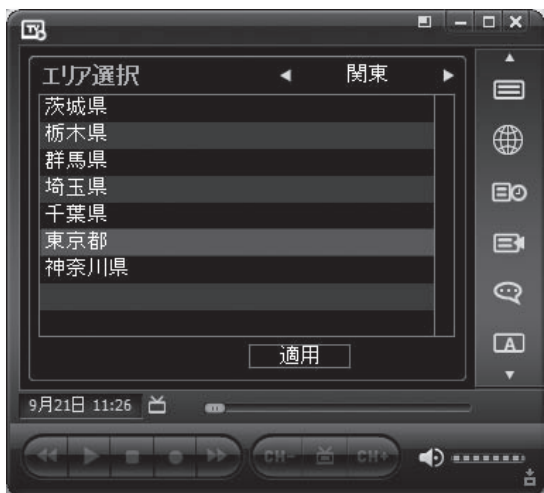 TV
エリア選択 ◀ 関東 ▶
茨城県
栃木県
群馬県
埼玉県
千葉県
東京都
神奈川県
A
適用
9月21日 11:26
CH- CH+